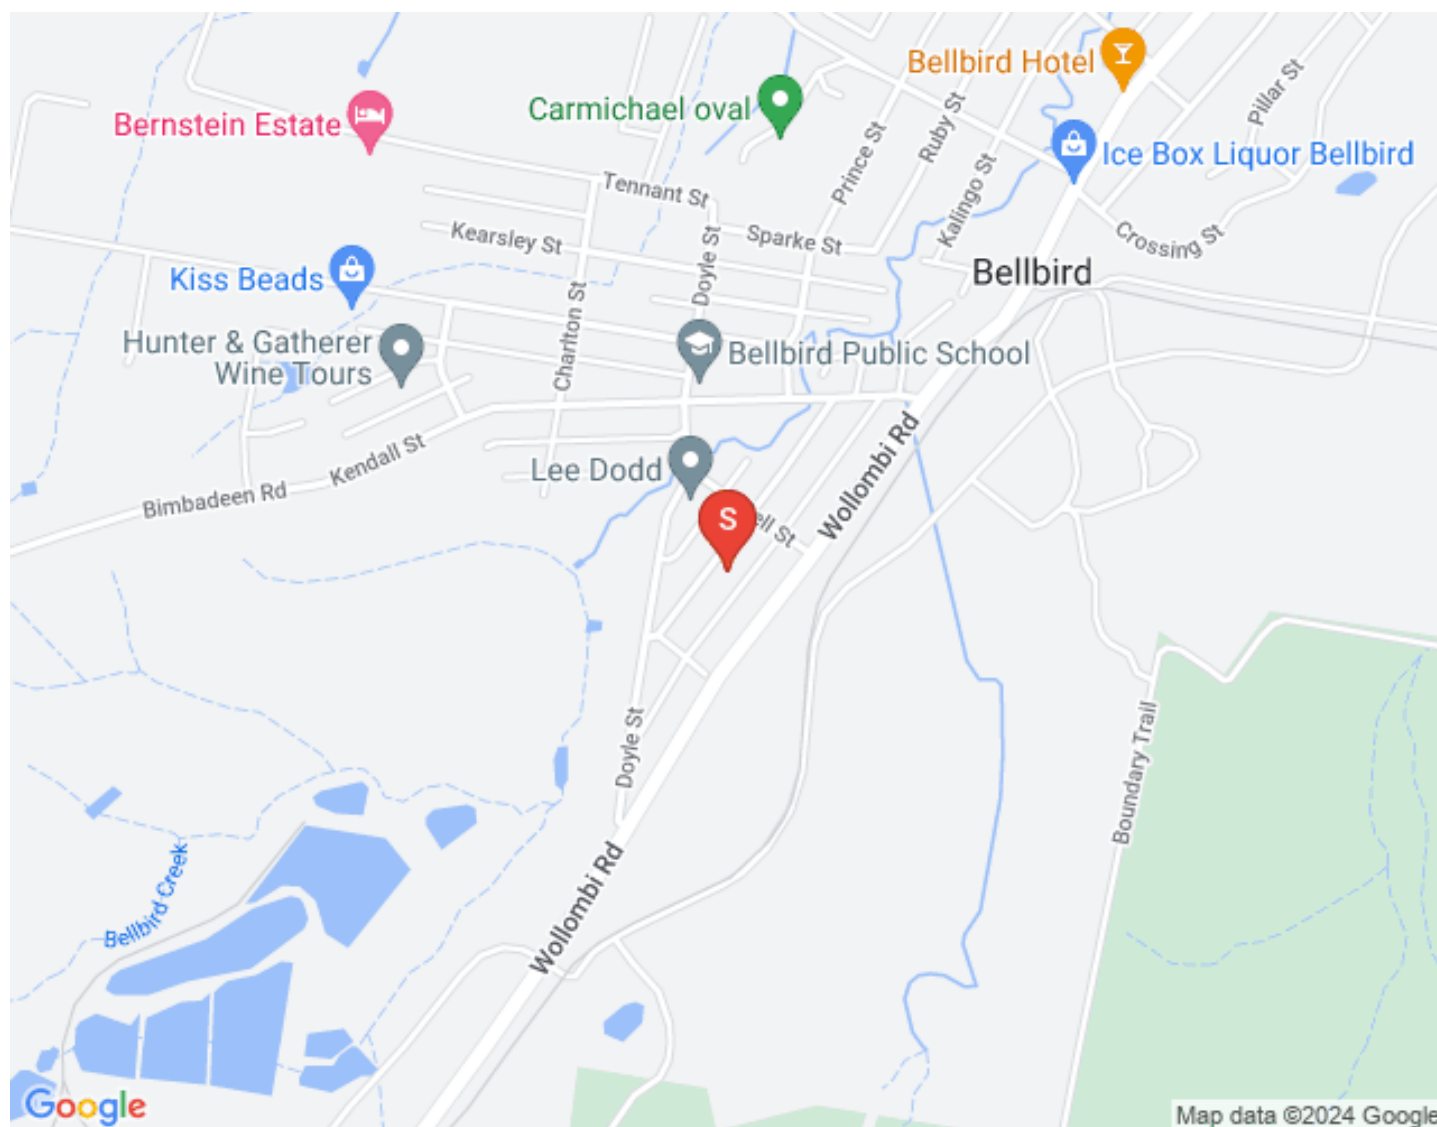 Bellbird Hotel
Pillar St
Carmichael oval
Bernstein Estate
Prince St
Ruby St
Ice Box Liquor Bellbird
Tennant St
Kalingo St
Kearsley St
Doyle St
Sparke St
Crossing St
Bellbird
Kiss Beads
Charlton St
Hunter & Gatherer
Wine Tours
Bellbird Public School
Kendall St
Wollombi Rd
Lee Dodd
Bimbadeen Rd
S
ell St
Doyle St
Boundary Trail
Bellbird Creek
Wollombi Rd
Google
Map data ©2024 Google